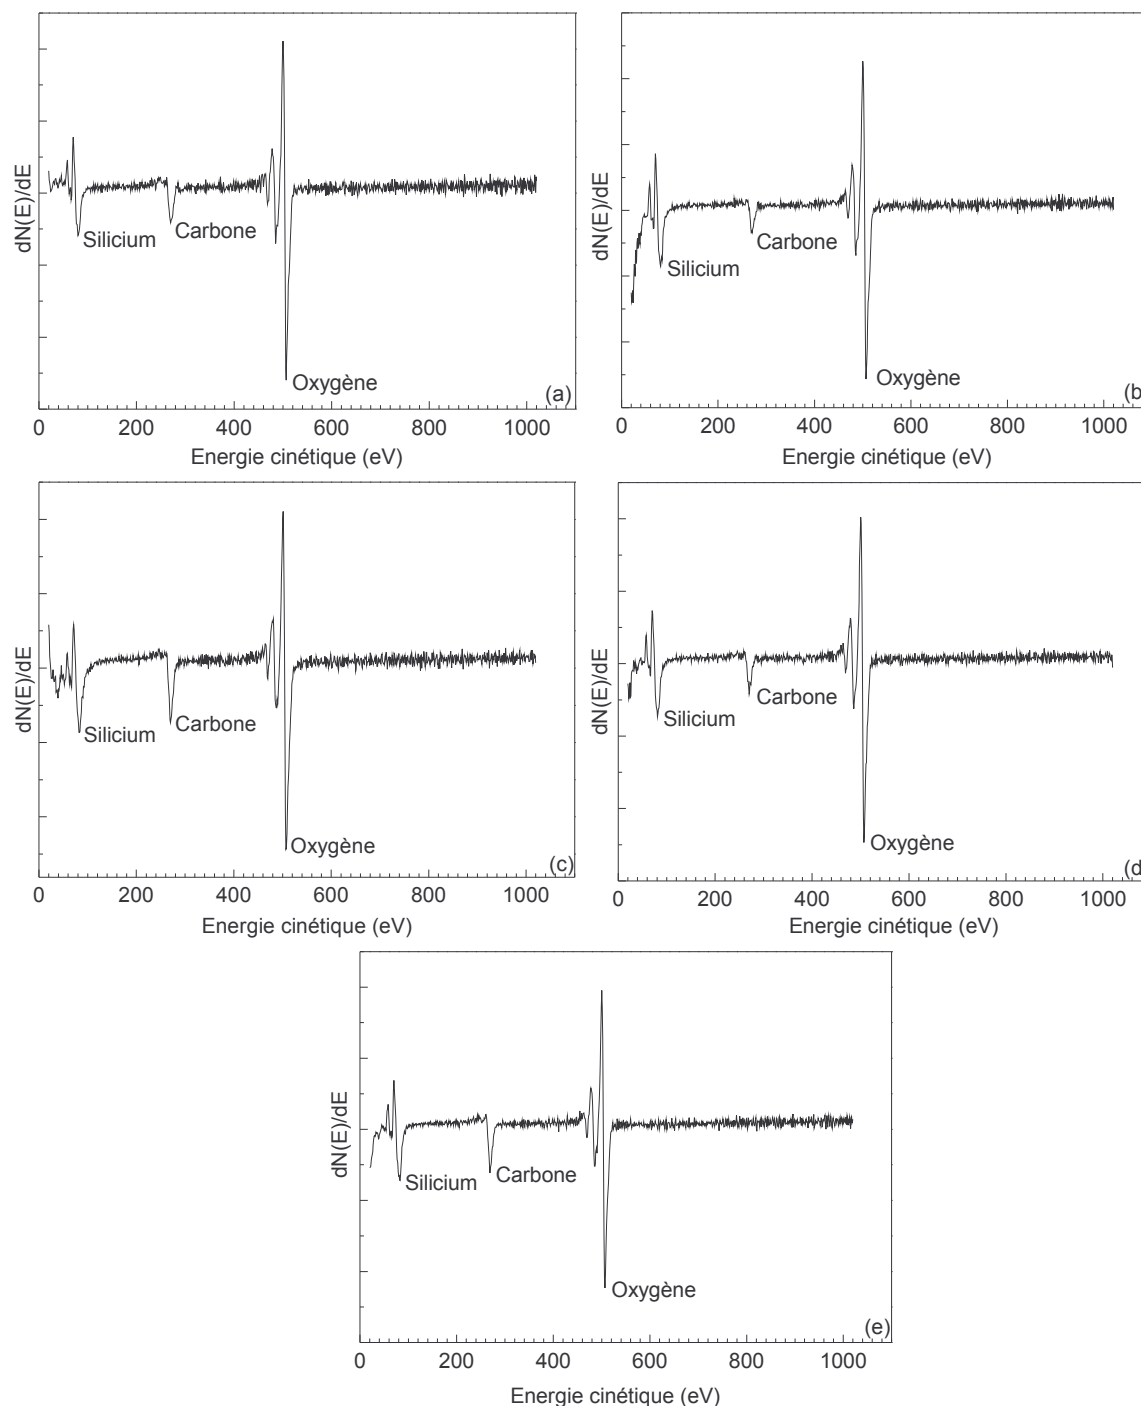 dN(E)/dE
Silicium
Carbone
Oxygène
(a)
0 200 400 600 800 1000
Energie cinétique (eV)
dN(E)/dE
Silicium
Carbone
Oxygène
(b
0 200 400 600 800 1000
Energie cinétique (eV)
dN(E)/dE
Silicium
Carbone
Oxygène
(c)
0 200 400 600 800 1000
Energie cinétique (eV)
dN(E)/dE
Silicium
Carbone
Oxygène
(d
0 200 400 600 800 1000
Energie cinétique (eV)
dN(E)/dE
Silicium
Carbone
Oxygène
(e)
0 200 400 600 800 1000
Energie cinétique (eV)